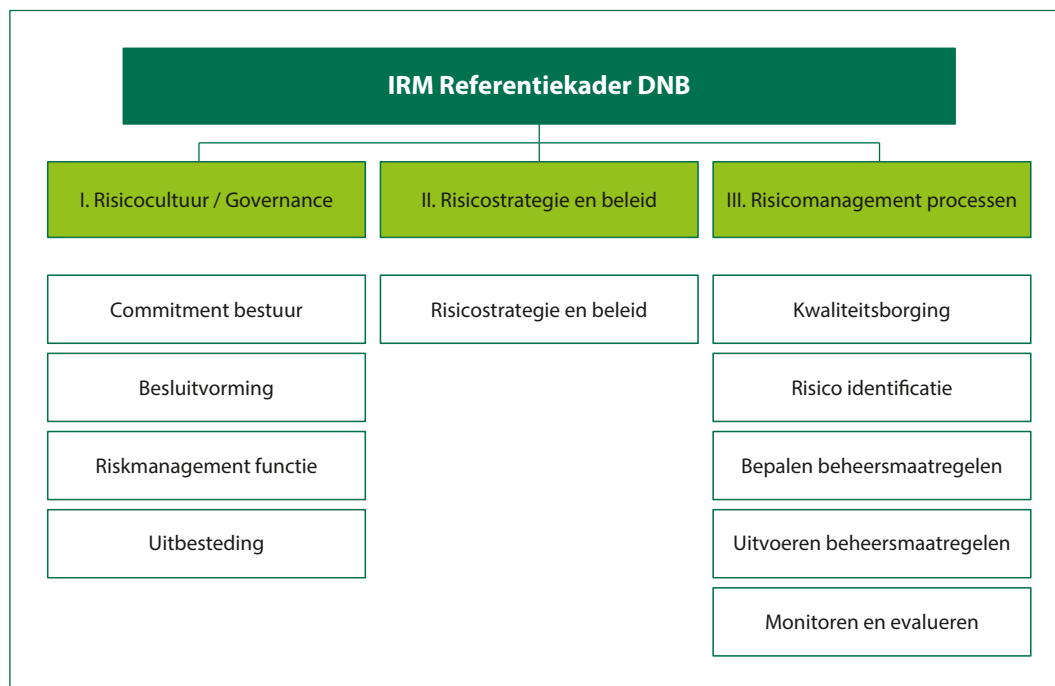 IRM Referentiekader DNB
I. Risicocultuur / Governance
II. Risicostrategie en beleid
III. Risicomanagement processen
Commitment bestuur
Risicostrategie en beleid
Kwaliteitsborging
Besluitvorming
Risico identificatie
Riskmanagement functie
Bepalen beheersmaatregelen
Uitbesteding
Uitvoeren beheersmaatregelen
Monitoren en evalueren